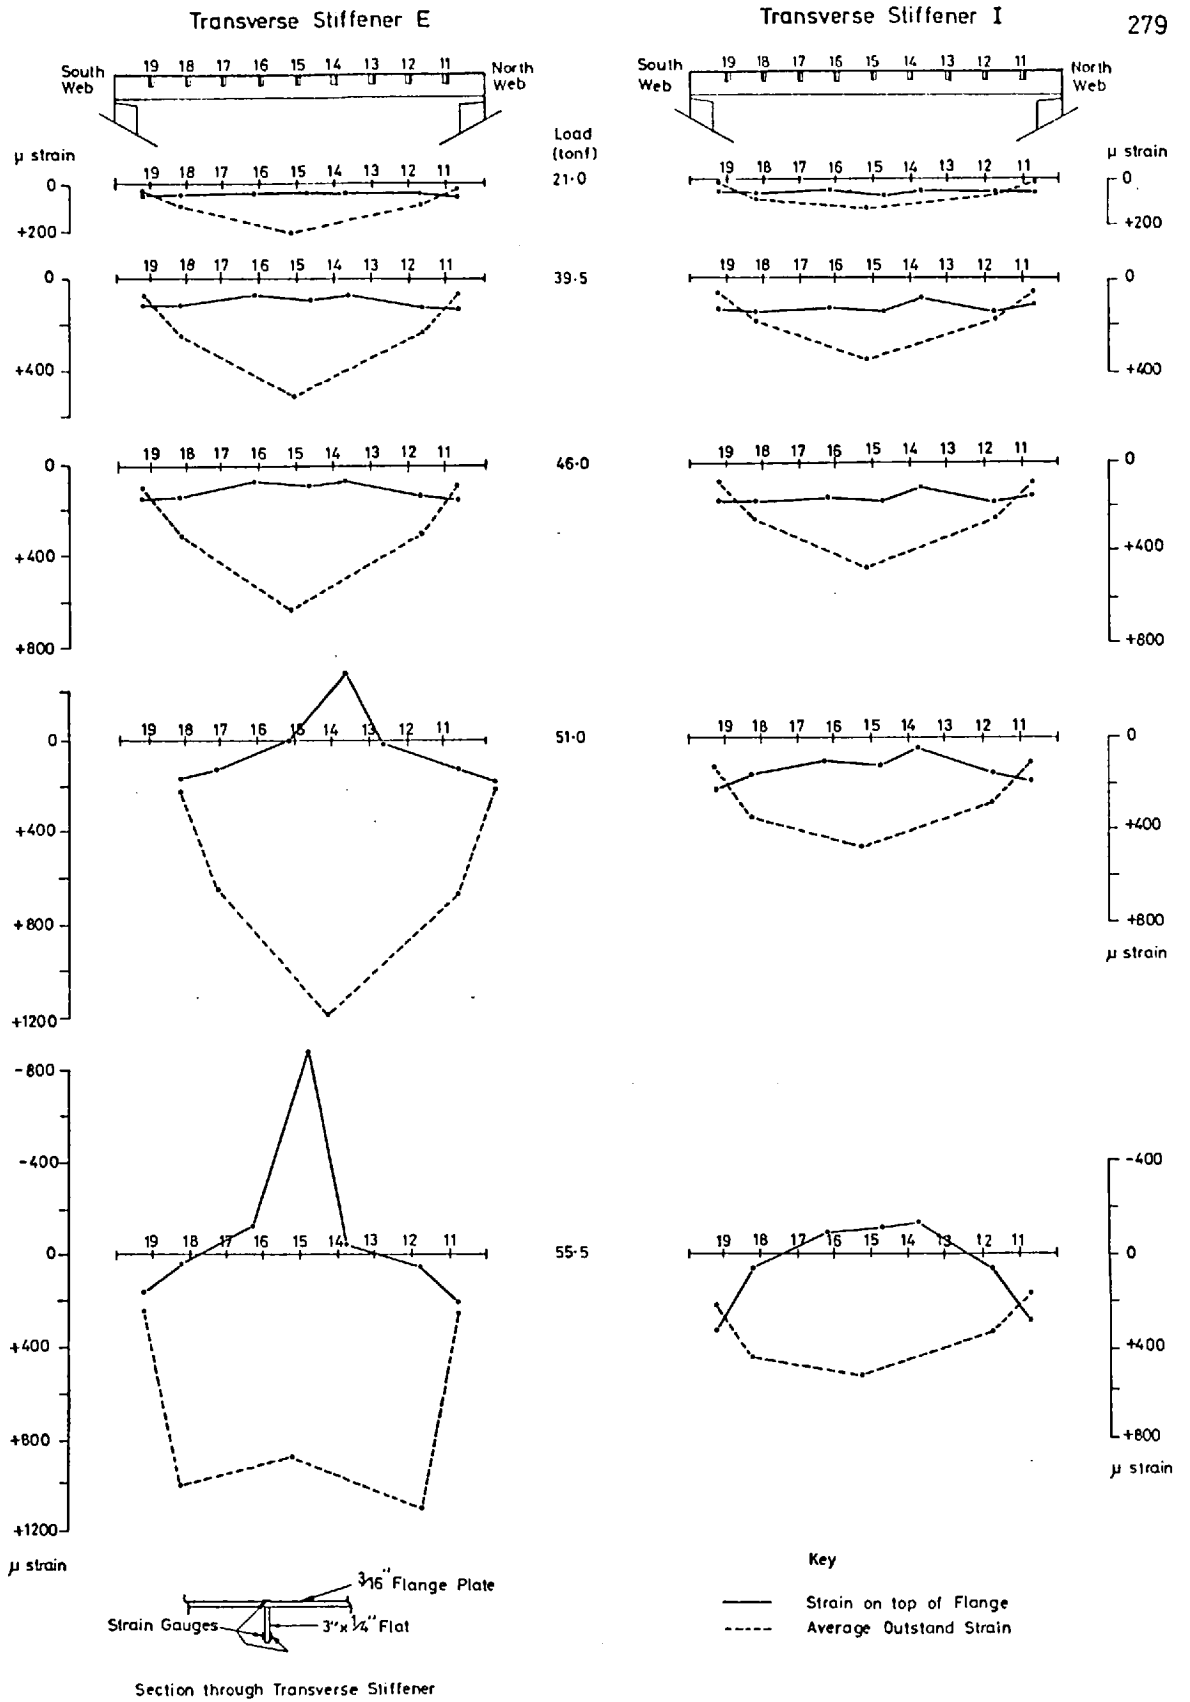 Transverse Stiffener E
Transverse Stiffener I
279
South Web
19 18 17 16 15 14 13 12 11
North Web
South Web
19 18 17 16 15 14 13 12 11
North Web
Load (tonf)
μ strain
19 18 17 16 15 14 13 12 11
0
+200
21·0
19 18 17 16 15 14 13 12 11
μ strain
0
+200
19 18 17 16 15 14 13 12 11
0
+400
39·5
19 18 17 16 15 14 13 12 11
0
+400
19 18 17 16 15 14 13 12 11
0
+400
+800
46·0
19 18 17 16 15 14 13 12 11
0
+400
+800
19 18 17 16 15 14 13 12 11
0
+400
+800
+1200
51·0
19 18 17 16 15 14 13 12 11
0
+400
+800
μ strain
-800
-400
0
19 18 17 16 15 14 13 12 11
+400
+800
+1200
μ strain
55·5
-400
0
19 18 17 16 15 14 13 12 11
+400
+800
μ strain
3/16" Flange Plate
Strain Gauges
3" x 1/4" Flat
Section through Transverse Stiffener
Key
Strain on top of Flange
Average Outstand Strain